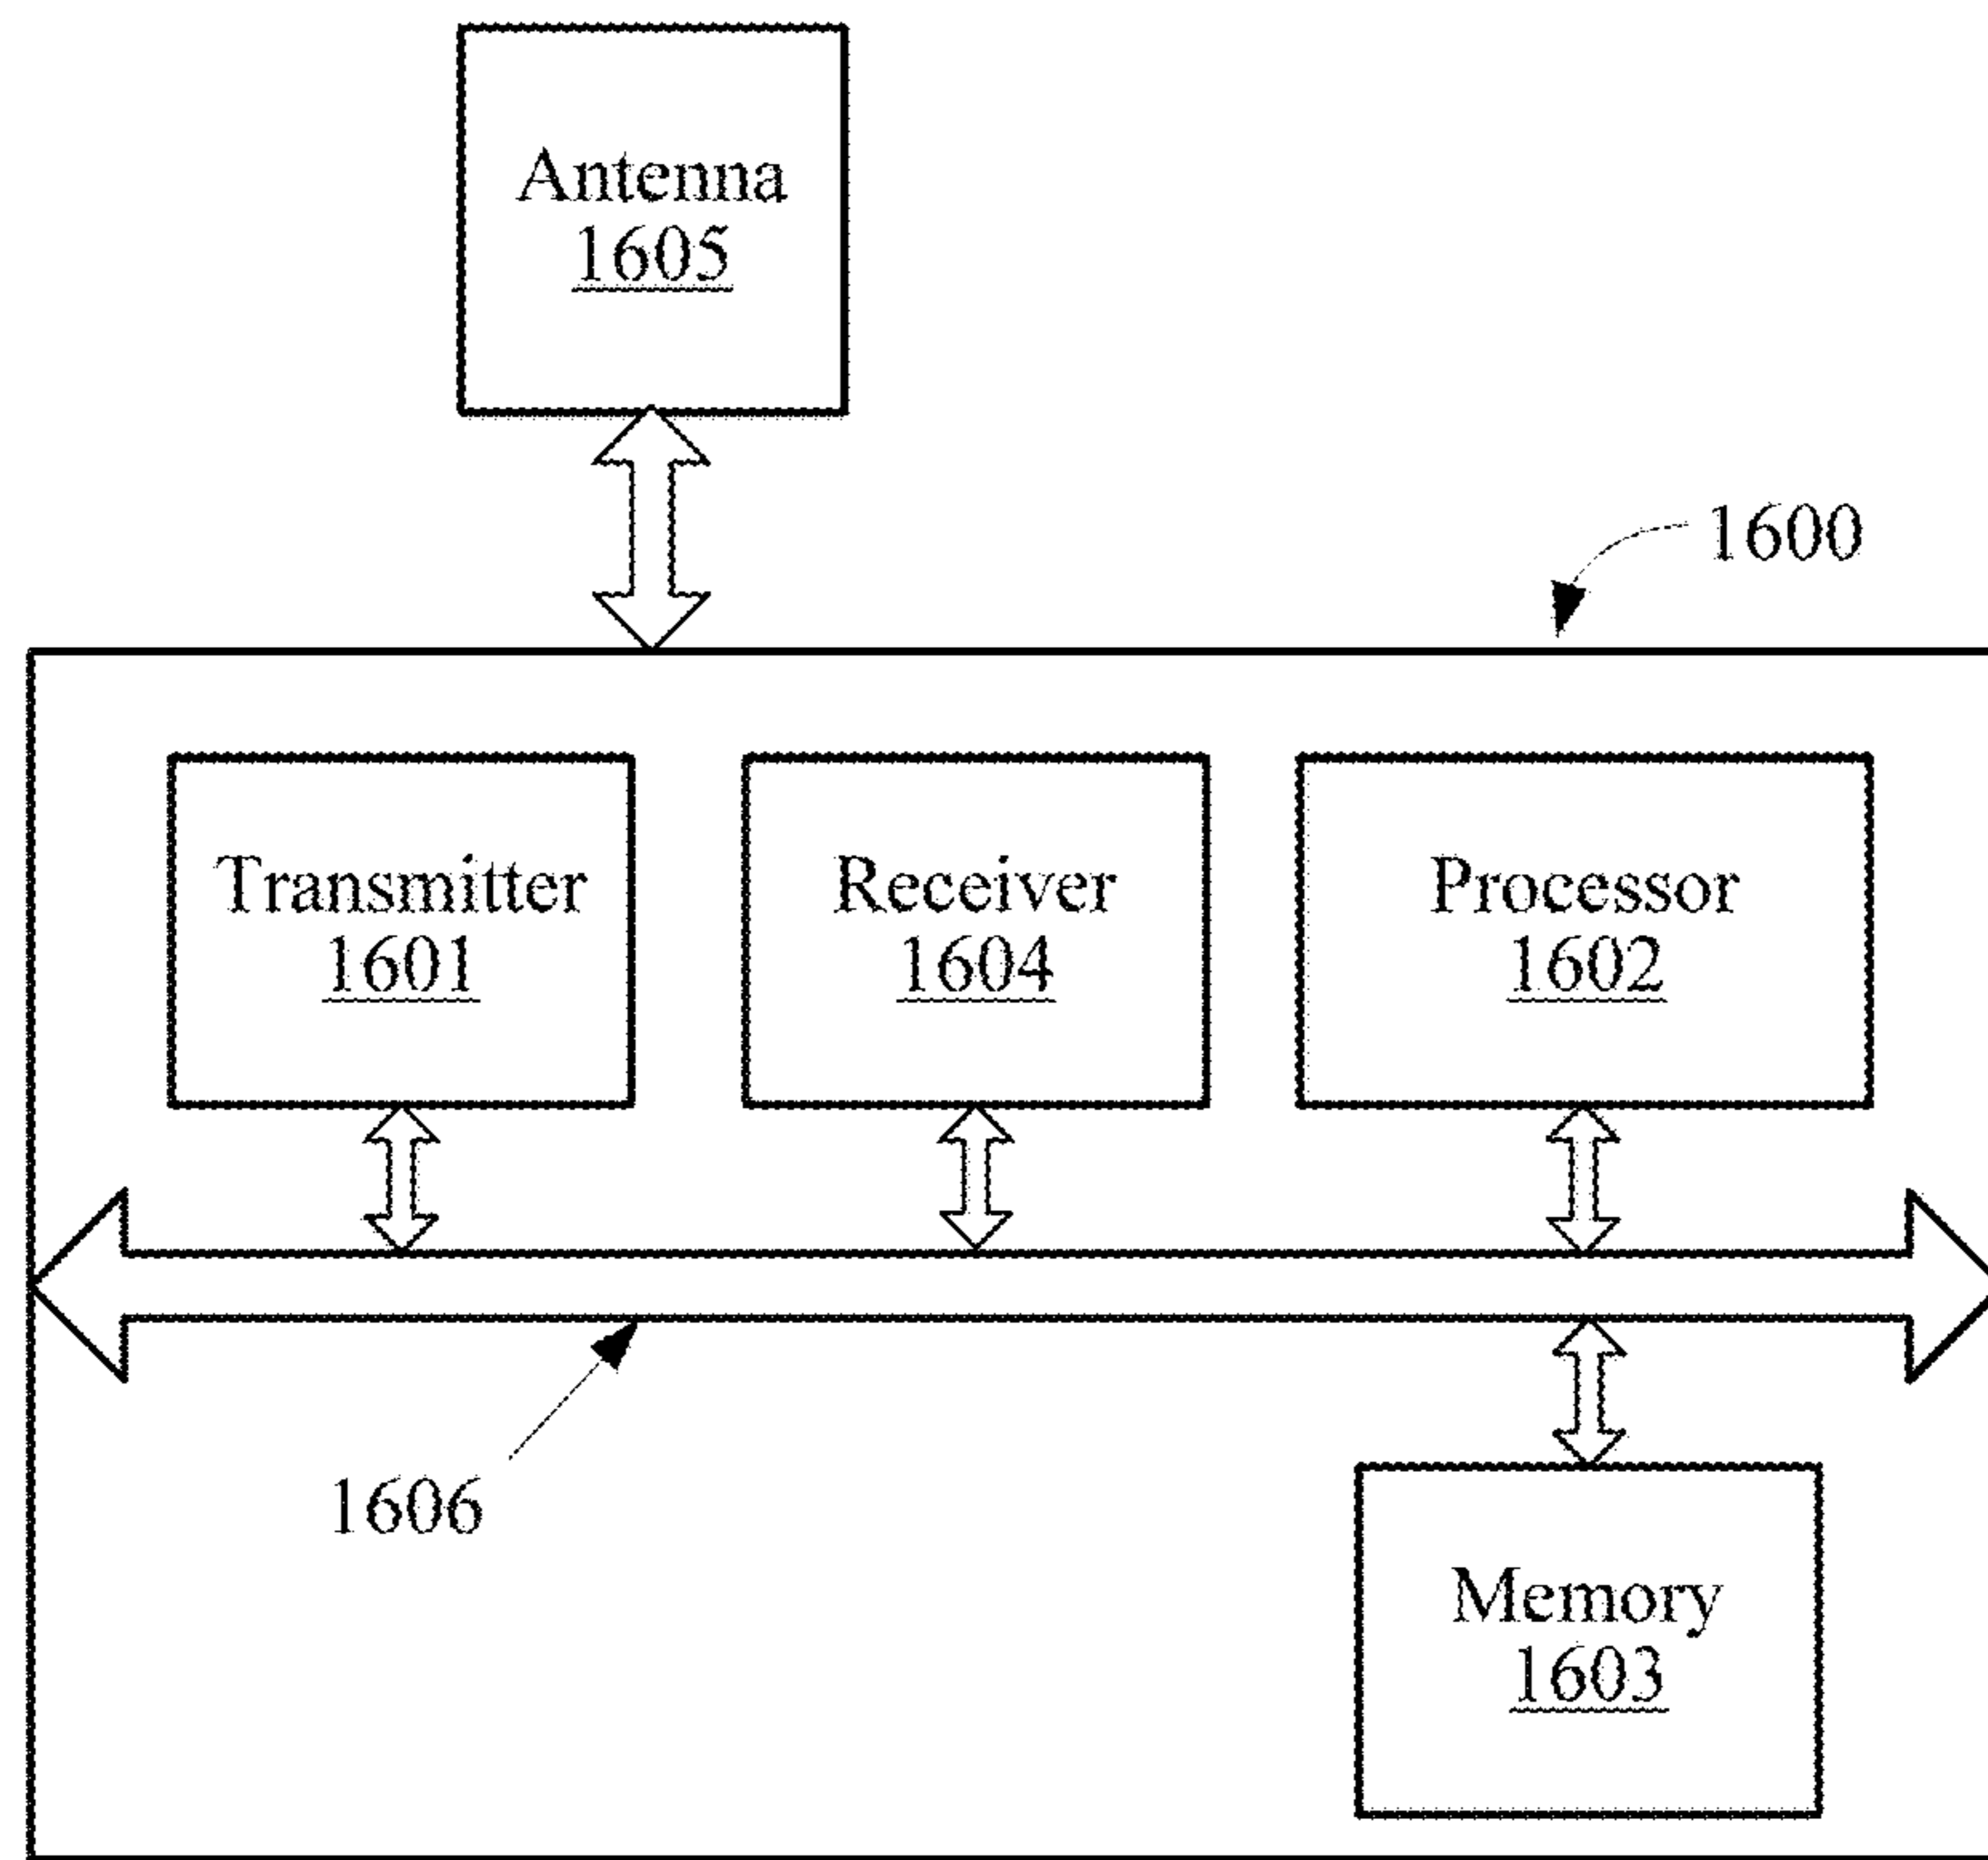 Antenna
1605
1600
Transmitter
1601
Receiver
1604
Processor
1602
1606
Memory
1603